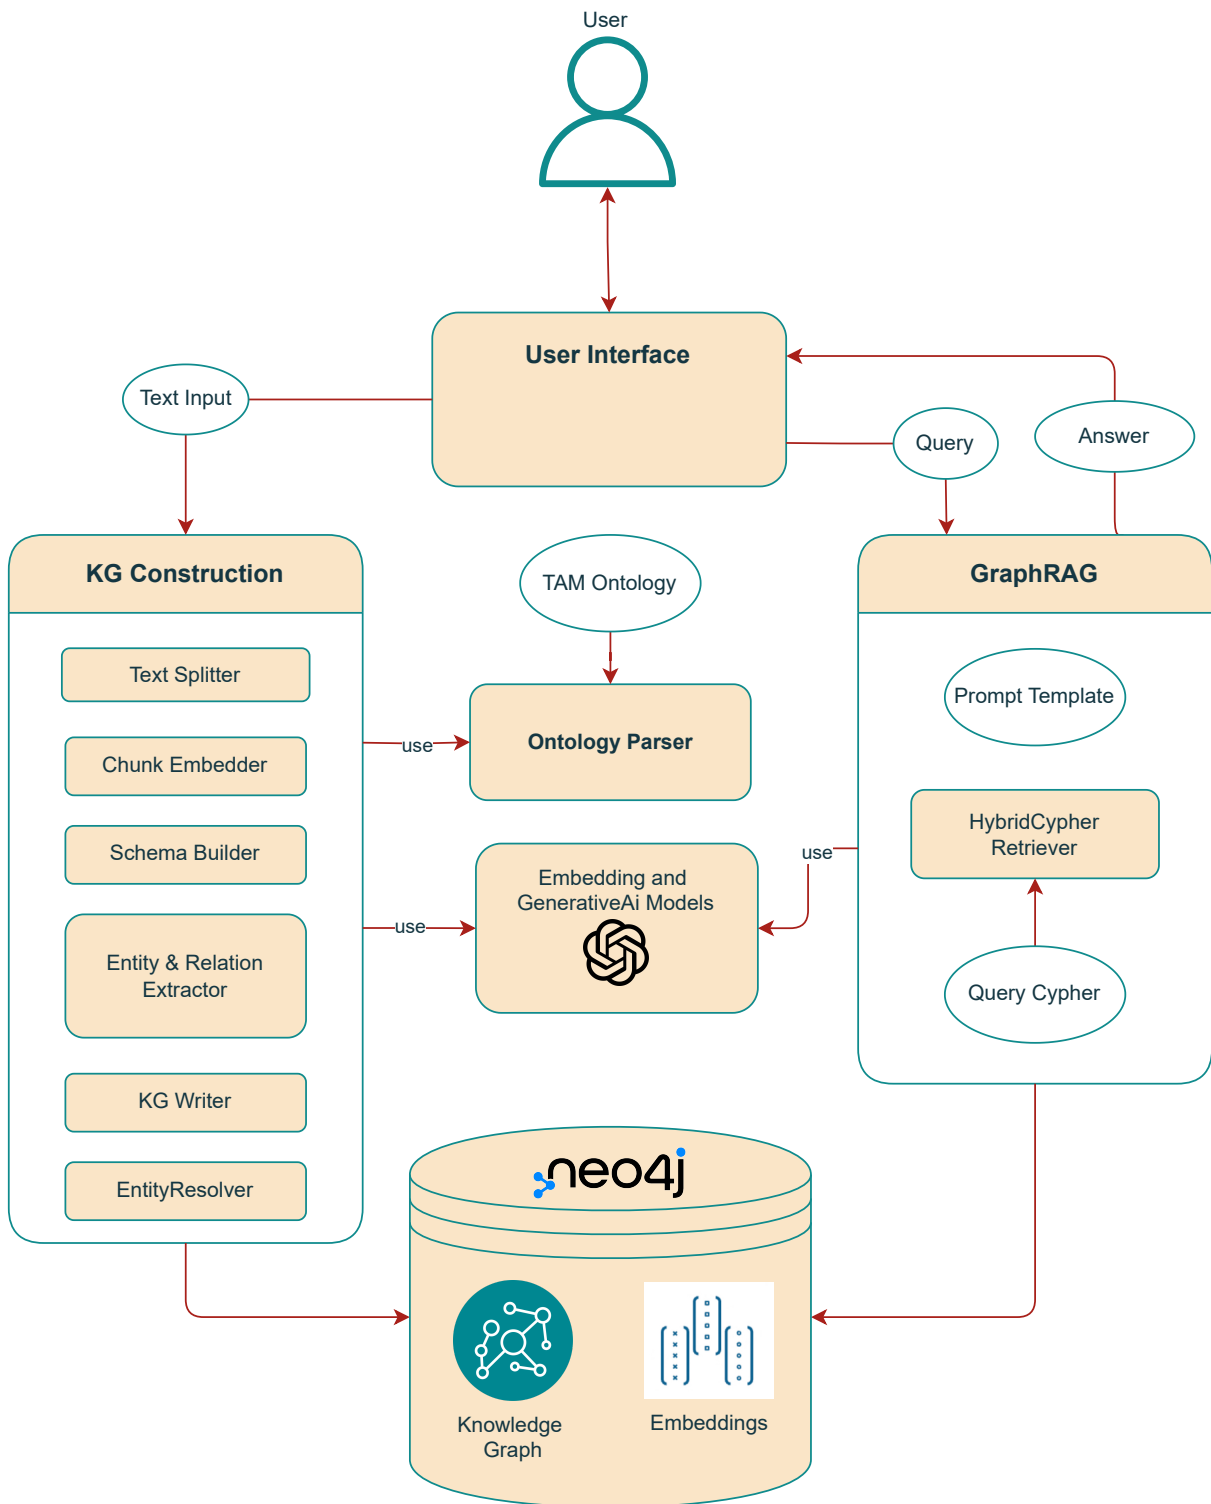 User
User Interface
Text Input
Query
Answer
KG Construction
TAM Ontology
GraphRAG
Text Splitter
Prompt Template
use
Ontology Parser
Chunk Embedder
HybridCypher
Retriever
Schema Builder
use
Embedding and
GenerativeAi Models
use
Entity & Relation
Extractor
Query Cypher
KG Writer
EntityResolver
neo4j
Knowledge
Graph
Embeddings